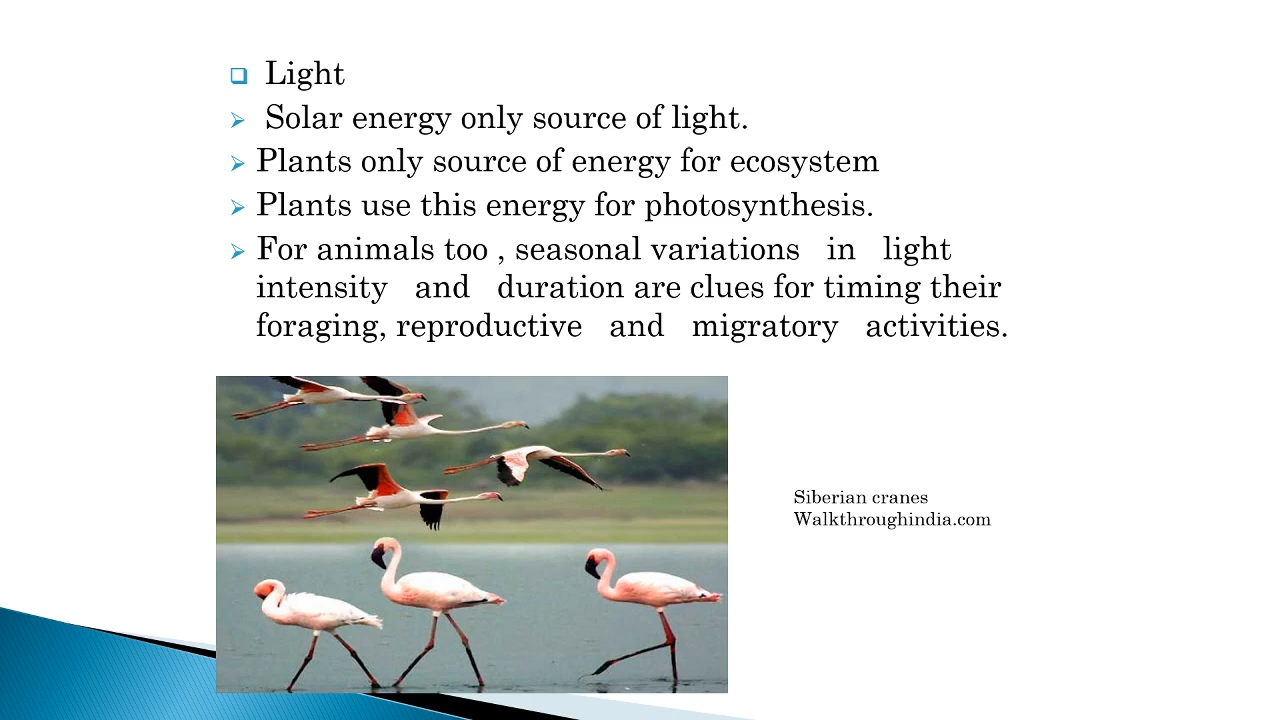 Light
Solar energy only source of light.
Plants only source of energy for ecosystem
Plants use this energy for photosynthesis.
For animals too , seasonal variations in light
intensity and duration are clues for timing their
foraging, reproductive and migratory activities.
Siberian cranes
Walkthroughindia.com